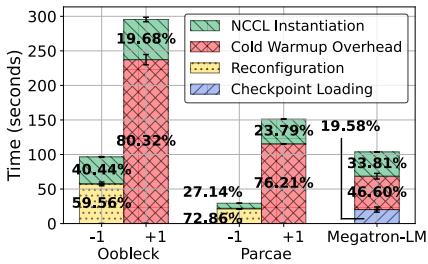 Time (seconds)
300
250
200
150
100
50
0
NCCL Instantiation
Cold Warmup Overhead
Reconfiguration
Checkpoint Loading
19.68%
80.32%
40.44%
59.56%
27.14%
72.86%
23.79%
76.21%
19.58%
33.81%
46.60%
–1 +1 –1 +1 Megatron–LM
Oobleck Parcae